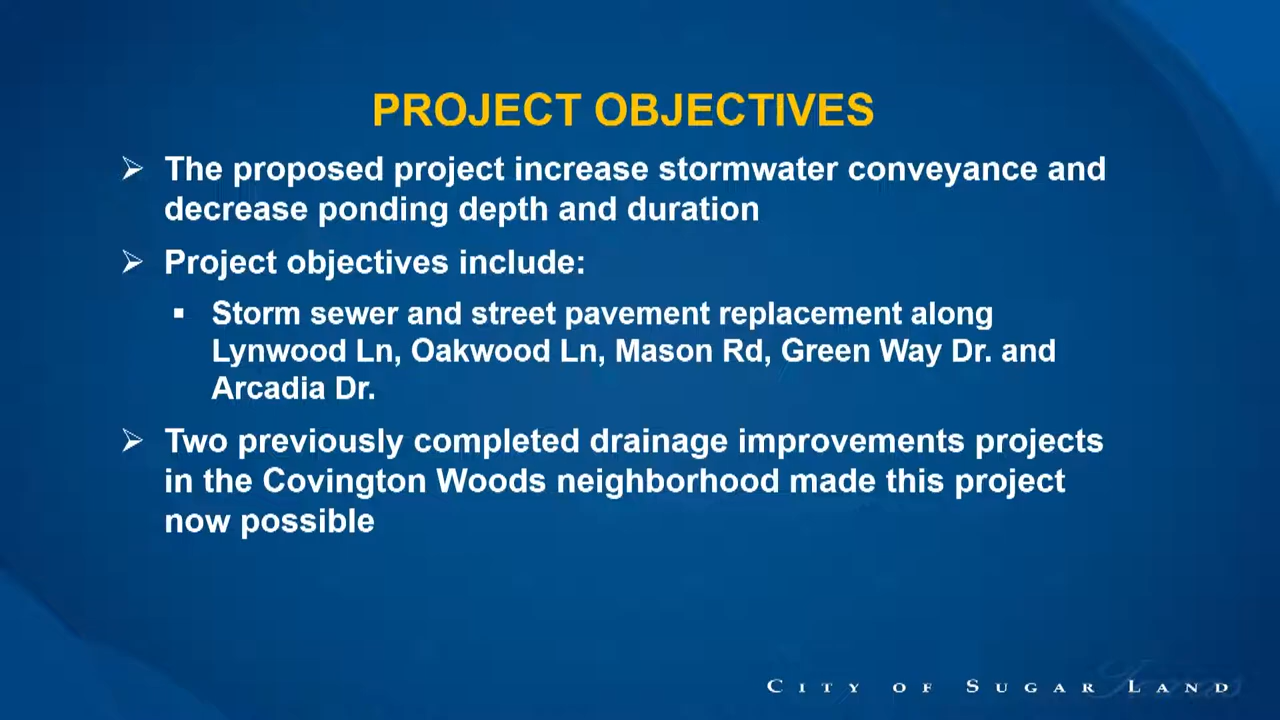 PROJECT OBJECTIVES
➢ The proposed project increase stormwater conveyance and
decrease ponding depth and duration
➢ Project objectives include:
▪ Storm sewer and street pavement replacement along
Lynwood Ln, Oakwood Ln, Mason Rd, Green Way Dr. and
Arcadia Dr.
➢ Two previously completed drainage improvements projects
in the Covington Woods neighborhood made this project
now possible
CITY OF SUGAR LAND